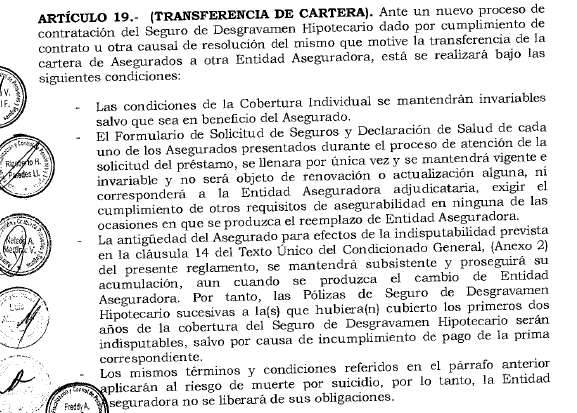 ARTÍCULO 19.- (TRANSFERENCIA DE CARTERA). Ante un nuevo proceso de
contratación del Seguro de Desgravamen Hipotecario dado por cumplimiento de
contrato u otra causal de resolución del mismo que motive la transferencia de la
cartera de Asegurados a otra Entidad Aseguradora, está se realizará bajo las
siguientes condiciones:
- Las condiciones de la Cobertura Individual se mantendrán invariables
salvo que sea en beneficio del Asegurado.
- El Formulario de Solicitud de Seguros y Declaración de Salud de cada
uno de los Asegurados presentados durante el proceso de atención de la
solicitud del préstamo, se llenara por única vez y se mantendrá vigente e
invariable y no será objeto de renovación o actualización alguna, ni
corresponderá a la Entidad Aseguradora adjudicataria, exigir el
cumplimiento de otros requisitos de asegurabilidad en ninguna de las
ocasiones en que se produzca el reemplazo de Entidad Aseguradora.
- La antigüedad del Asegurado para efectos de la indisputabilidad prevista
en la cláusula 14 del Texto Único del Condicionado General, (Anexo 2)
del presente reglamento, se mantendrá subsistente y proseguirá su
acumulación, aun cuando se produzca el cambio de Entidad
Aseguradora. Por tanto, las Pólizas de Seguro de Desgravamen
Hipotecario sucesivas a la(s) que hubiera(n) cubierto los primeros dos
años de la cobertura del Seguro de Desgravamen Hipotecario serán
indisputables, salvo por causa de incumplimiento de pago de la prima
correspondiente.
- Los mismos términos y condiciones referidos en el párrafo anterior
aplicarán al riesgo de muerte por suicidio, por lo tanto, la Entidad
Aseguradora no se liberará de sus obligaciones.
V.
F.
Ricardo H.
Paredes Ll.
Nelson A.
V.
Luis
Freddy A.